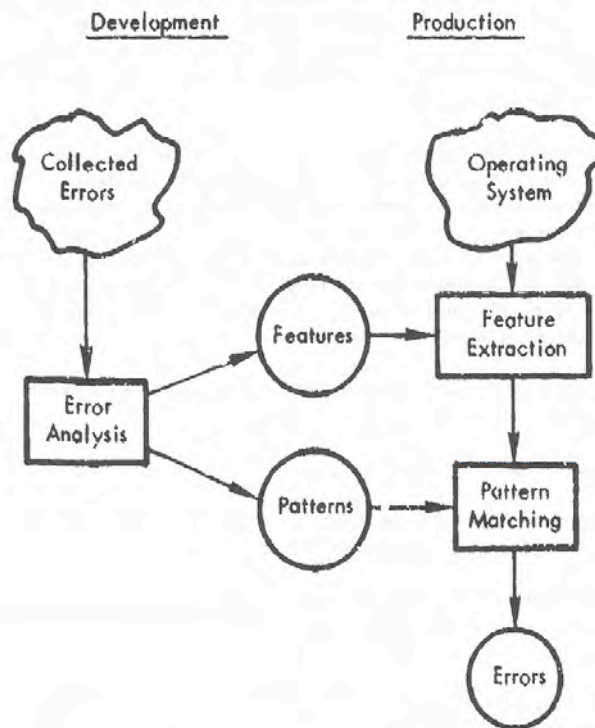 Development
Production
Collected
Errors
Operating
System
Features
Feature
Extraction
Error
Analysis
Patterns
Pattern
Matching
Errors